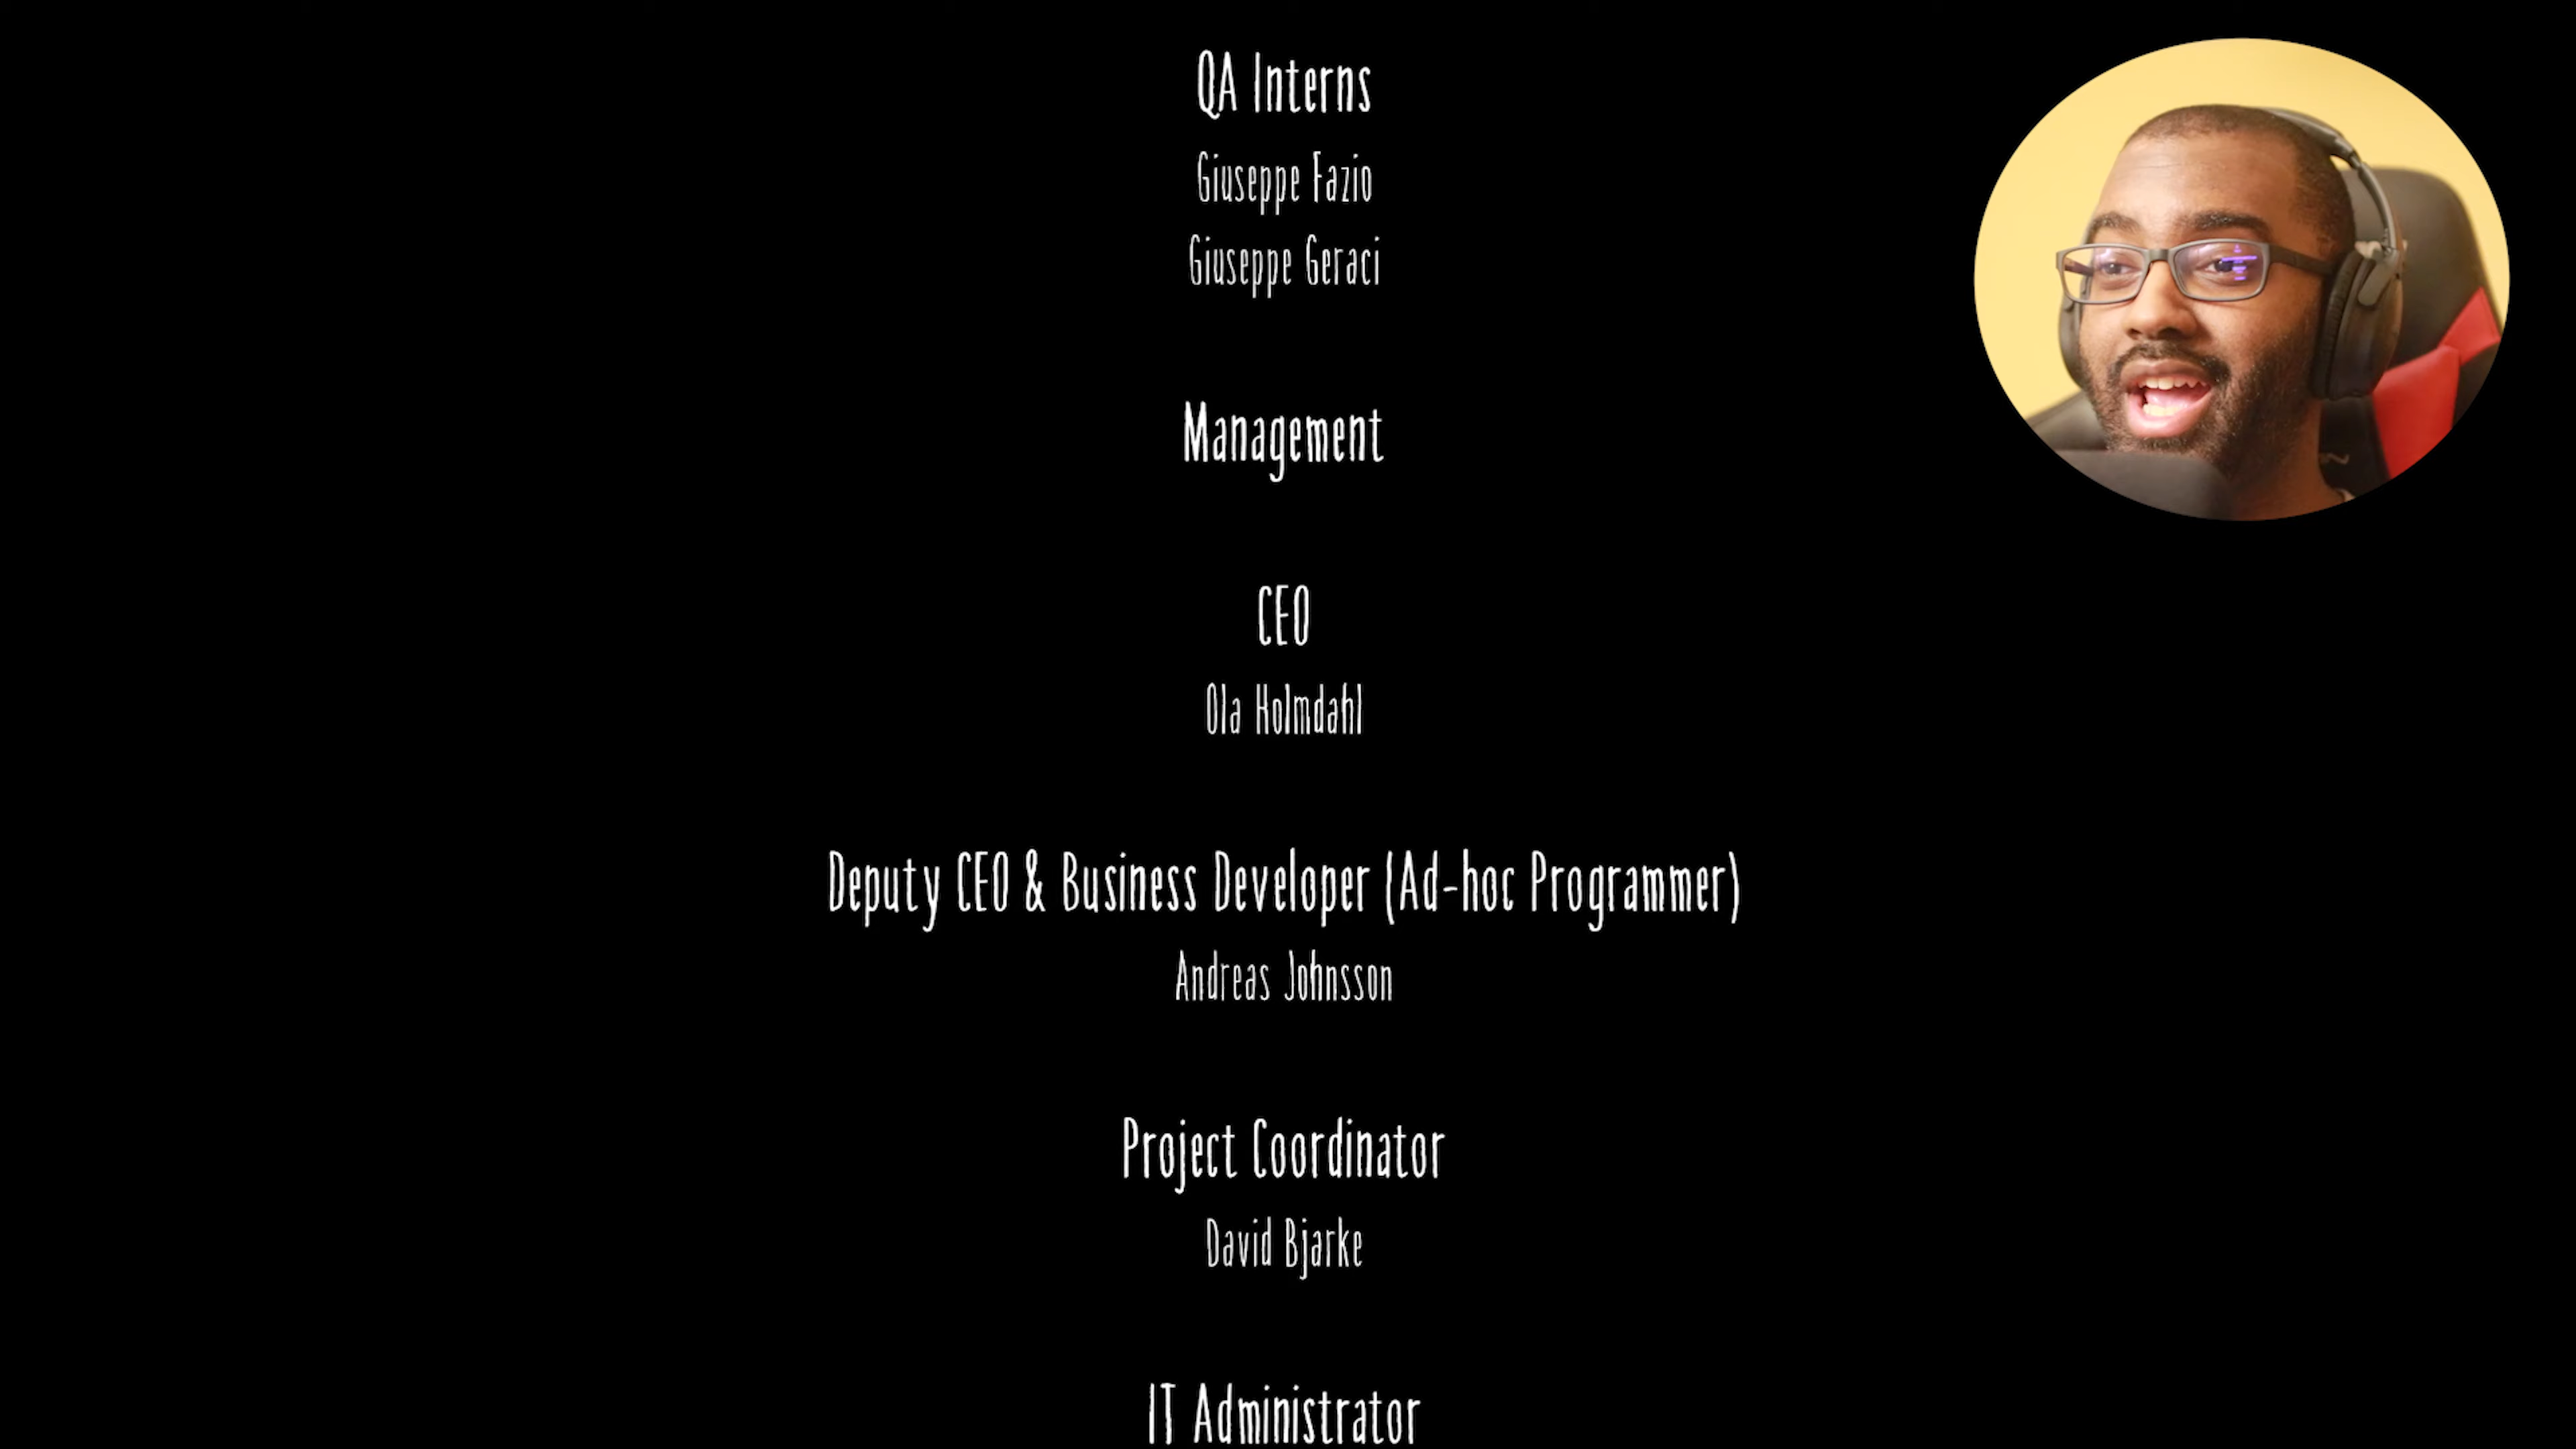 QA Interns
Giuseppe Fazio
Giuseppe Geraci
Management
CEO
Ola Holmdahl
Deputy CEO & Business Developer (Ad-hoc Programmer)
Andreas Johnsson
Project Coordinator
David Bjarke
IT Administrator